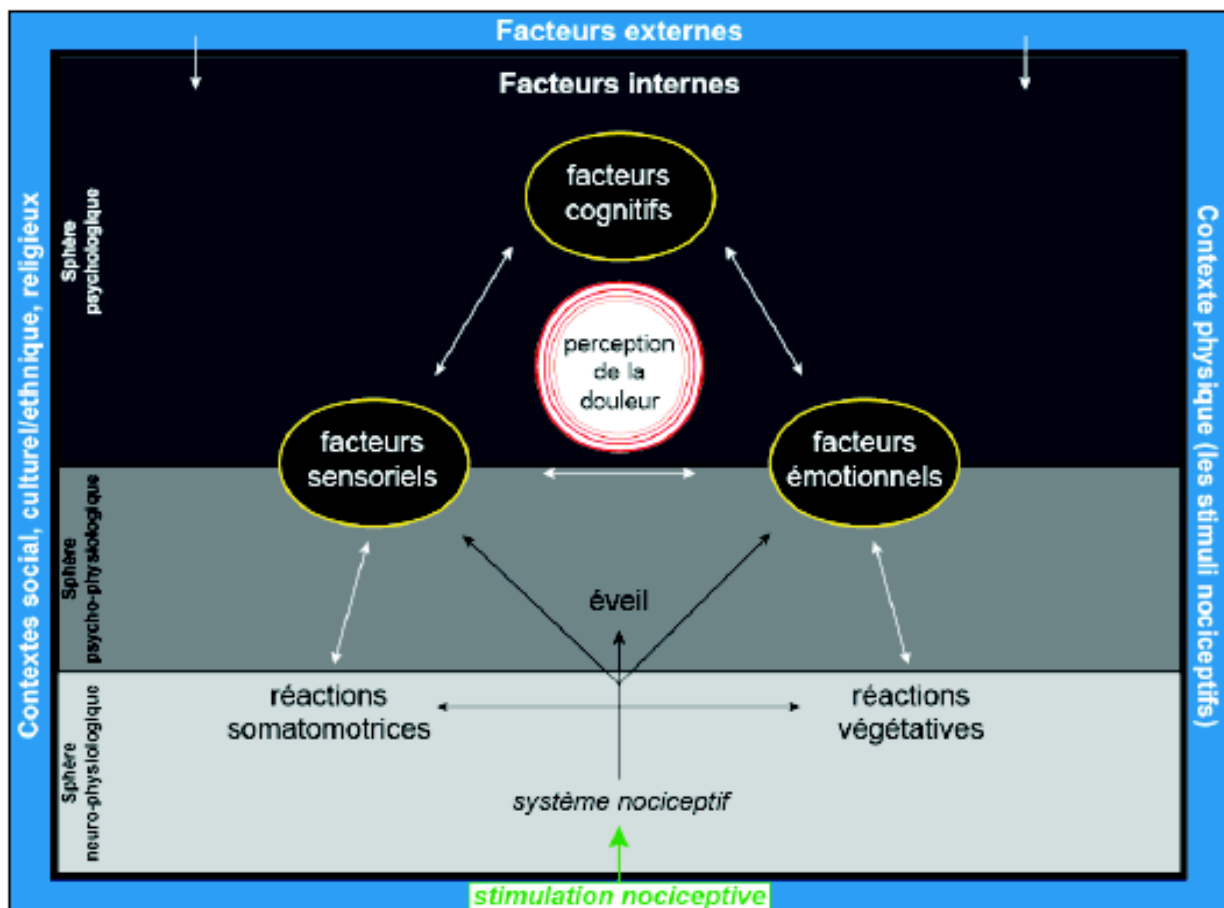 Facteurs externes
Facteurs internes
Contextes social, culturel/ethnique, religieux
Contexte physique (les stimuli nociceptifs)
Sphère
psychologique
facteurs
cognitifs
perception
de la
douleur
facteurs
sensoriels
facteurs
émotionnels
Sphère
psycho-physiologique
éveil
Sphère
neuro-physiologique
réactions
somatomotrices
réactions
végétatives
système nociceptif
stimulation nociceptive